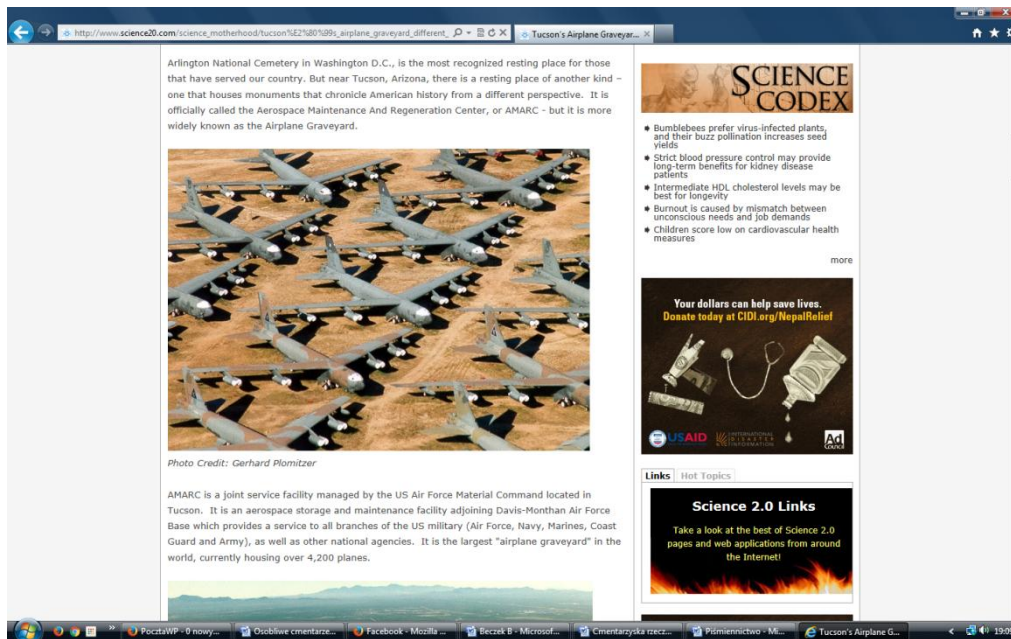 http://www.science20.com/science_motherhood/tucson%E2%80%99s_airplane_graveyard_different_
Tucson's Airplane Graveyar...
Arlington National Cemetery in Washington D.C., is the most recognized resting place for those
that have served our country. But near Tucson, Arizona, there is a resting place of another kind –
one that houses monuments that chronicle American history from a different perspective. It is
officially called the Aerospace Maintenance And Regeneration Center, or AMARC - but it is more
widely known as the Airplane Graveyard.
Photo Credit: Gerhard Plomitzer
AMARC is a joint service facility managed by the US Air Force Material Command located in
Tucson. It is an aerospace storage and maintenance facility adjoining Davis-Monthan Air Force
Base which provides a service to all branches of the US military (Air Force, Navy, Marines, Coast
Guard and Army), as well as other national agencies. It is the largest "airplane graveyard" in the
world, currently housing over 4,200 planes.
SCIENCE
CODEX
Bumblebees prefer virus-infected plants,
and their buzz pollination increases seed
yields
Strict blood pressure control may provide
long-term benefits for kidney disease
patients
Intermediate HDL cholesterol levels may be
best for longevity
Burnout is caused by mismatch between
unconscious needs and job demands
Children score low on cardiovascular health
measures
more
Your dollars can help save lives.
Donate today at CIDI.org/NepalRelief
USAID
INTERNATIONAL
DISASTER
INFORMATION
Ad
Council
Links Hot Topics
Science 2.0 Links
Take a look at the best of Science 2.0
pages and web applications from around
the Internet!
PocztaWP - 0 nowy...
Osobliwe cmentarze...
Facebook - Mozilla ...
Beczek B - Microsof...
Cmentarzyska rzecz...
Piśmiennictwo - Mi...
Tucson's Airplane G...